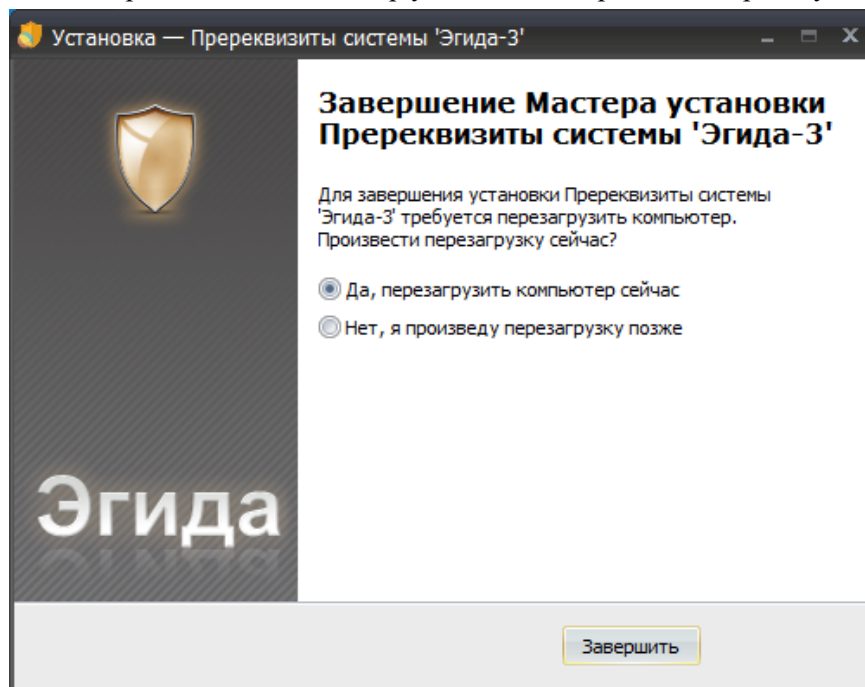 Установка — Пререквизиты системы 'Эгида-3'
Завершение Мастера установки
Пререквизиты системы 'Эгида-3'
Для завершения установки Пререквизиты системы
'Эгида-3' требуется перезагрузить компьютер.
Произвести перезагрузку сейчас?
Да, перезагрузить компьютер сейчас
Нет, я произведу перезагрузку позже
Эгида
Завершить